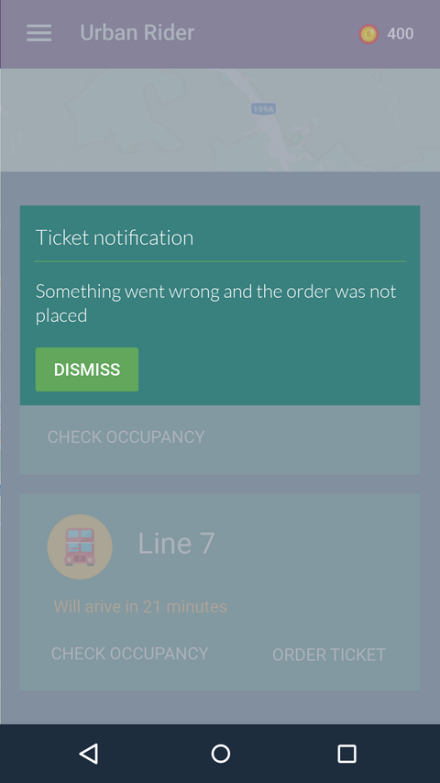 Urban Rider
400
Ticket notification
Something went wrong and the order was not
placed
DISMISS
CHECK OCCUPANCY
Line 7
Will arive in 21 minutes
CHECK OCCUPANCY
ORDER TICKET